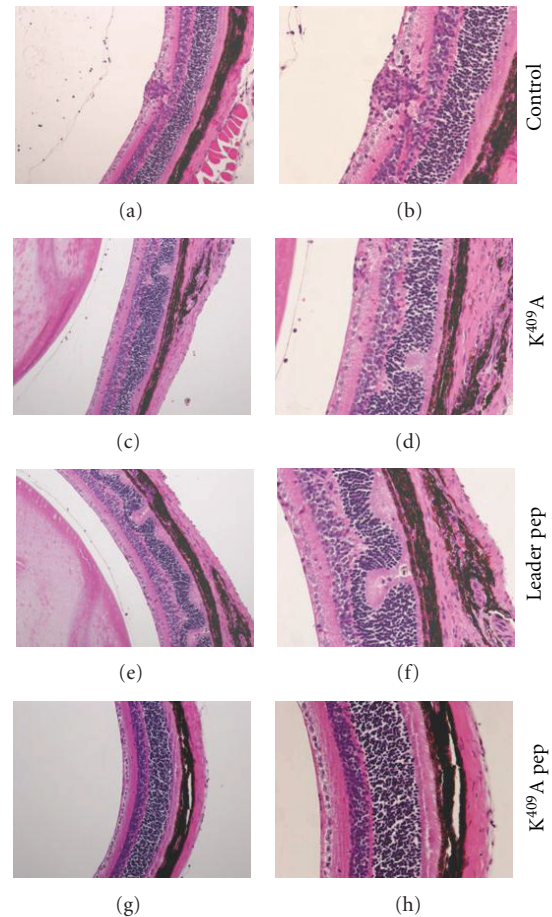 (a)
(b)
Control
(c)
(d)
K⁴⁰⁹A
(e)
(f)
Leader pep
(g)
(h)
K⁴⁰⁹A pep